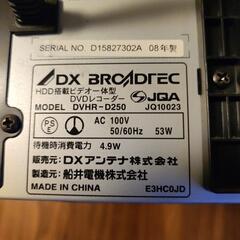 SERIAL NO. D15827302A 08年製
DX BROADTEC
HDD搭載ビデオ一体型
DVDレコーダー
JQA
MODEL DVHR-D250 JQ10023
PS
E
AC 100V
50/60Hz 53W
待機時消費電力 4.9W
販売元：DXアンテナ株式会社
製造元：船井電機株式会社
MADE IN CHINA E3HC0JD